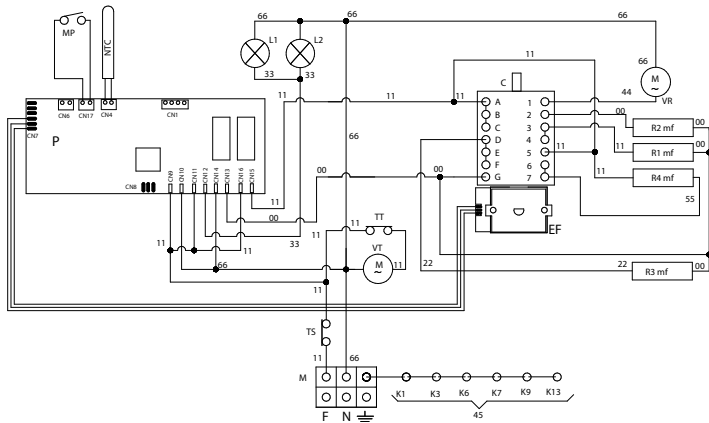 66 66
MP NTC L1 L2 66 M ~ VR
33 33 11 44
CN6 CN17 CN4 CN1
CN7 P
11 11 11
C
A 1
B 2
C 3
D 4
E 5
F 6
G 7
00 R2 mf 00
11 R1 mf 00
11 R4 mf
55
66
00 00
CN8 CN9 CN10 CN11 CN12 CN14 CN13 CN16 CN15
11 00 33
11 11 66
11 11 TT
VT M ~ 11
EF
22 22 R3 mf 00
11
TS
11 66
M
K1 K3 K6 K7 K9 K13
F N
45